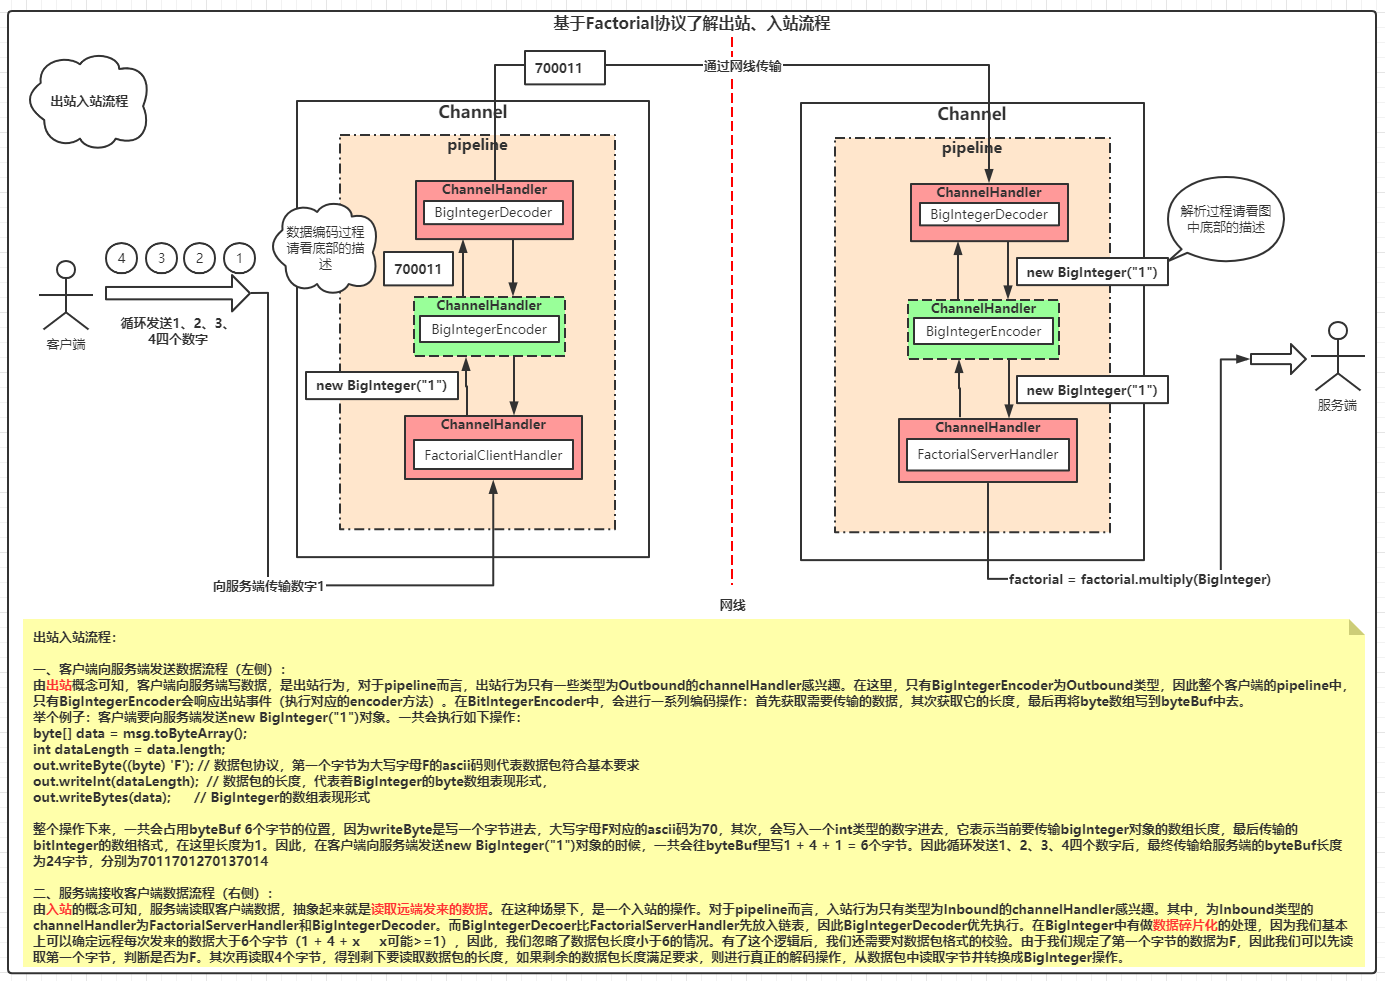 基于Factorial协议了解出站、入站流程
出站入站流程
700011
通过网线传输
Channel
pipeline
ChannelHandler
BigIntegerDecoder
数据编码过程
请看底部的描
述
700011
ChannelHandler
BigIntegerEncoder
new BigInteger("1")
ChannelHandler
FactorialClientHandler
4
3
2
1
循环发送1、2、3、
4四个数字
客户端
向服务端传输数字1
网线
Channel
pipeline
ChannelHandler
BigIntegerDecoder
解析过程请看图
中底部的描述
new BigInteger("1")
ChannelHandler
BigIntegerEncoder
new BigInteger("1")
ChannelHandler
FactorialServerHandler
服务端
factorial = factorial.multiply(BigInteger)
出站入站流程：
一、客户端向服务端发送数据流程（左侧）：
由出站概念可知，客户端向服务端写数据，是出站行为，对于pipeline而言，出站行为只有一些类型为Outbound的channelHandler感兴趣。在这里，只有BigIntegerEncoder为Outbound类型，因此整个客户端的pipeline中，
只有BigIntegerEncoder会响应出站事件（执行对应的encoder方法）。在BitIntegerEncoder中，会进行一系列编码操作：首先获取需要传输的数据，其次获取它的长度，最后再将byte数组写到byteBuf中去。
举个例子：客户端要向服务端发送new BigInteger("1")对象。一共会执行如下操作：
byte[] data = msg.toByteArray();
int dataLength = data.length;
out.writeByte((byte) 'F'); // 数据包协议，第一个字节为大写字母F的ascii码则代表数据包符合基本要求
out.writeInt(dataLength);  // 数据包的长度，代表着BigInteger的byte数组表现形式，
out.writeBytes(data);      // BigInteger的数组表现形式
整个操作下来，一共会占用byteBuf 6个字节的位置，因为writeByte是写一个字节进去，大写字母F对应的ascii码为70，其次，会写入一个int类型的数字进去，它表示当前要传输bigInteger对象的数组长度，最后传输的
bitInteger的数组格式，在这里长度为1。因此，在客户端向服务端发送new BigInteger("1")对象的时候，一共会往byteBuf里写1 + 4 + 1 = 6个字节。因此循环发送1、2、3、4四个数字后，最终传输给服务端的byteBuf长度
为24字节，分别为7011701270137014
二、服务端接收客户端数据流程（右侧）：
由入站的概念可知，服务端读取客户端数据，抽象起来就是读取远端发来的数据。在这种场景下，是一个入站的操作。对于pipeline而言，入站行为只有类型为Inbound的channelHandler感兴趣。其中，为Inbound类型的
channelHandler为FactorialServerHandler和BigIntegerDecoder。而BigIntegerDecoer比FactorialServerHandler先放入链表，因此BigIntegerDecoder优先执行。在BigInteger中有做数据碎片化的处理，因为我们基本
上可以确定远程每次发来的数据大于6个字节（1 + 4 + x     x可能>=1），因此，我们忽略了数据包长度小于6的情况。有了这个逻辑后，我们还需要对数据包格式的校验。由于我们规定了第一个字节的数据为F，因此我们可以先读
取第一个字节，判断是否为F。其次再读取4个字节，得到剩下要读取数据包的长度，如果剩余的数据包长度满足要求，则进行真正的解码操作，从数据包中读取字节并转换成BigInteger操作。